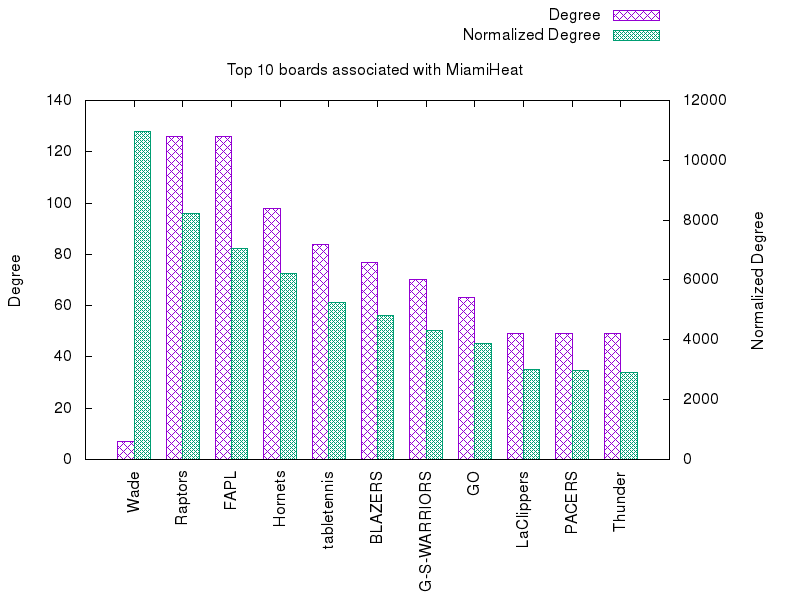 Degree
Normalized Degree
Top 10 boards associated with MiamiHeat
140
120
100
80
60
40
20
0
12000
10000
8000
6000
4000
2000
0
Degree
Normalized Degree
Wade
Raptors
FAPL
Hornets
tabletennis
BLAZERS
G-S-WARRIORS
GO
LaClippers
PACERS
Thunder